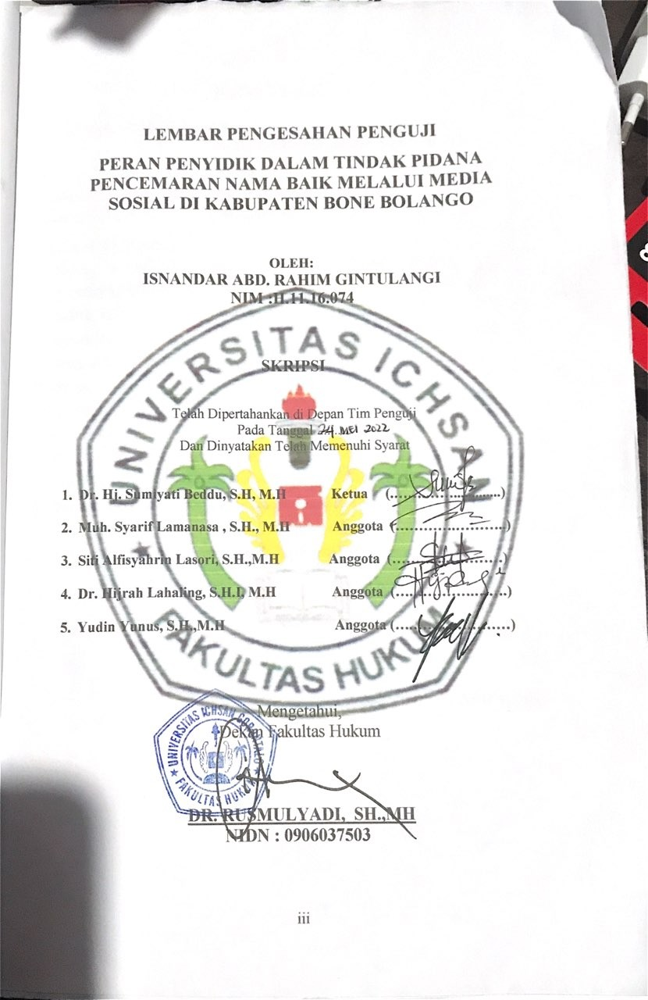 LEMBAR PENGESAHAN PENGUJI
PERAN PENYIDIK DALAM TINDAK PIDANA
PENCEMARAN NAMA BAIK MELALUI MEDIA
SOSIAL DI KABUPATEN BONE BOLANGO
OLEH:
ISNANDAR ABD. RAHIM GINTULANGI
NIM :H.11.16.074
UNIVERSITAS ICHSAN
SKRIPSI
Telah Dipertahankan di Depan Tim Penguji
Pada Tanggal 24 MEI 2022
Dan Dinyatakan Telah Memenuhi Syarat
1. Dr. Hj. Sumiyati Beddu, S.H, M.H Ketua (....................)
2. Muh. Syarif Lamanasa , S.H., M.H Anggota (....................)
3. Siti Alfisyahrin Lasori, S.H.,M.H Anggota (....................)
4. Dr. Hijrah Lahaling, S.H.I, M.H Anggota (....................)
5. Yudin Yunus, S.H.,M.H Anggota (....................)
FAKULTAS HUKUM
Mengetahui,
Dekan Fakultas Hukum
UNIVERSITAS ICHSAN GORONTALO
FAKULTAS HUKUM
DR. RUSMULYADI, SH.,MH
NIDN : 0906037503
iii